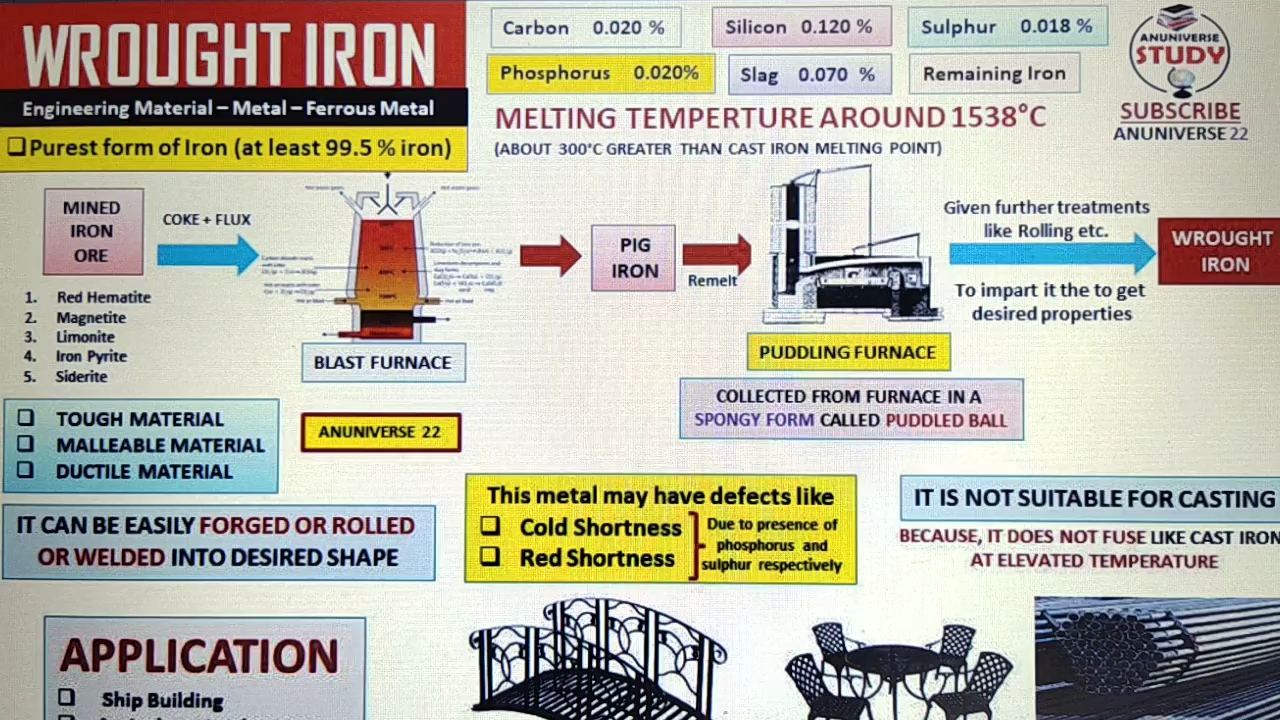 WROUGHT IRON
Engineering Material – Metal – Ferrous Metal
Purest form of Iron (at least 99.5 % iron)
Carbon 0.020 %
Silicon 0.120 %
Sulphur 0.018 %
Phosphorus 0.020%
Slag 0.070 %
Remaining Iron
MELTING TEMPERTURE AROUND 1538°C
(ABOUT 300°C GREATER THAN CAST IRON MELTING POINT)
ANUNIVERSE
STUDY
SUBSCRIBE
ANUNIVERSE 22
MINED
IRON
ORE
COKE + FLUX
1. Red Hematite
2. Magnetite
3. Limonite
4. Iron Pyrite
5. Siderite
BLAST FURNACE
PIG
IRON
Remelt
PUDDLING FURNACE
Given further treatments
like Rolling etc.
To impart it the to get
desired properties
WROUGHT
IRON
COLLECTED FROM FURNACE IN A
SPONGY FORM CALLED PUDDLED BALL
TOUGH MATERIAL
MALLEABLE MATERIAL
DUCTILE MATERIAL
ANUNIVERSE 22
IT CAN BE EASILY FORGED OR ROLLED
OR WELDED INTO DESIRED SHAPE
This metal may have defects like
Cold Shortness
Red Shortness
Due to presence of
phosphorus and
sulphur respectively
IT IS NOT SUITABLE FOR CASTING
BECAUSE, IT DOES NOT FUSE LIKE CAST IRON
AT ELEVATED TEMPERATURE
APPLICATION
Ship Building